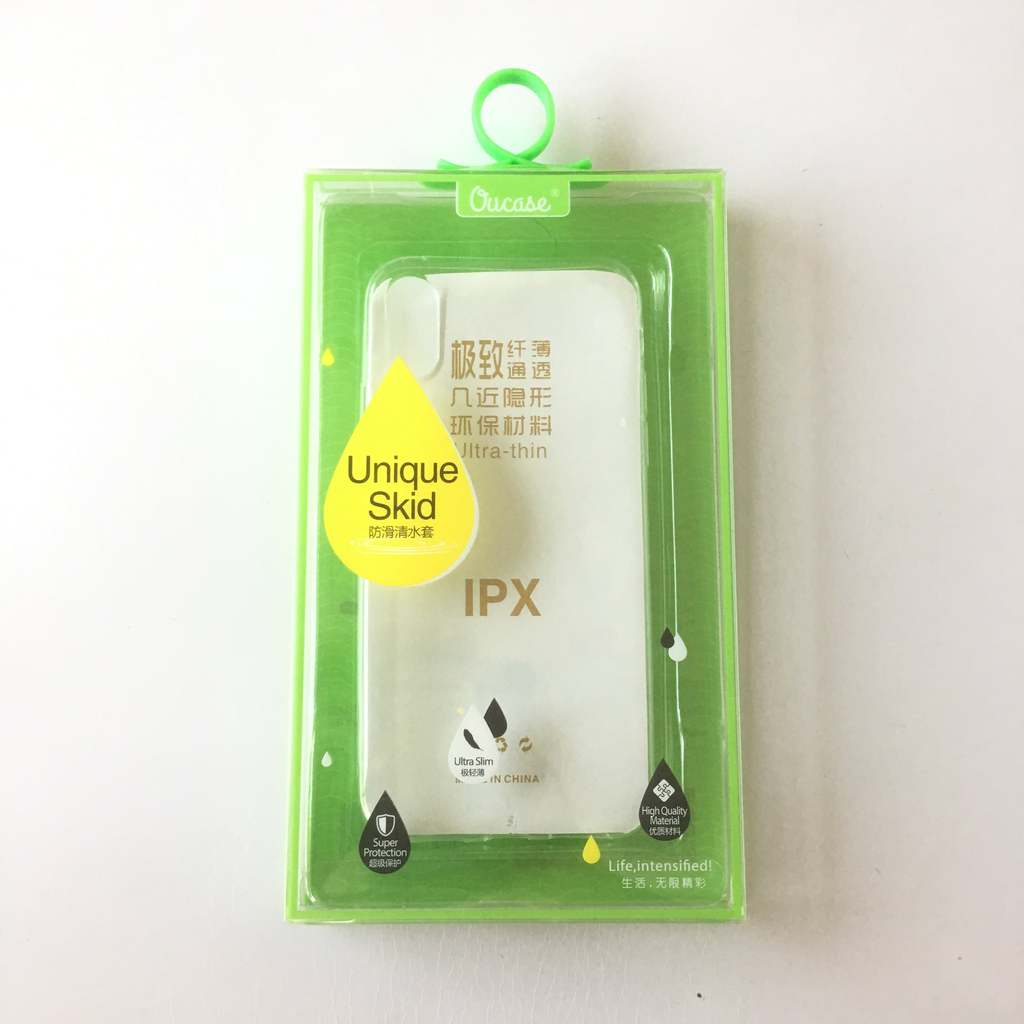 Oucase®
极致纤薄
通透
几近隐形
环保材料
Ultra-thin
Unique
Skid
防滑清水套
IPX
Ultra Slim
极轻薄
IN CHINA
Super
Protection
超级保护
High Quality
Material
优质材料
Life,intensified!
生活.无限精彩